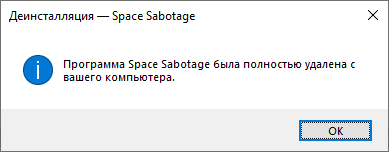 Деинсталляция — Space Sabotage
Программа Space Sabotage была полностью удалена с
вашего компьютера.
OK